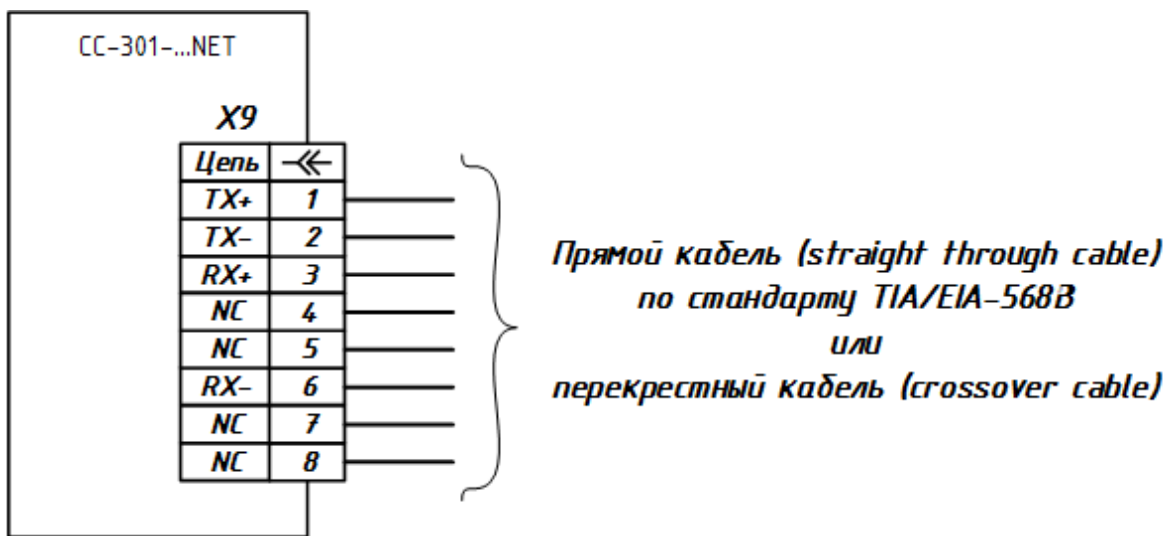 СС-301-...NET
X9
Цепь
TX+ 1
TX- 2
RX+ 3
NC 4
NC 5
RX- 6
NC 7
NC 8
Прямой кабель (straight through cable)
по стандарту TIA/EIA-568B
или
перекрестный кабель (crossover cable)